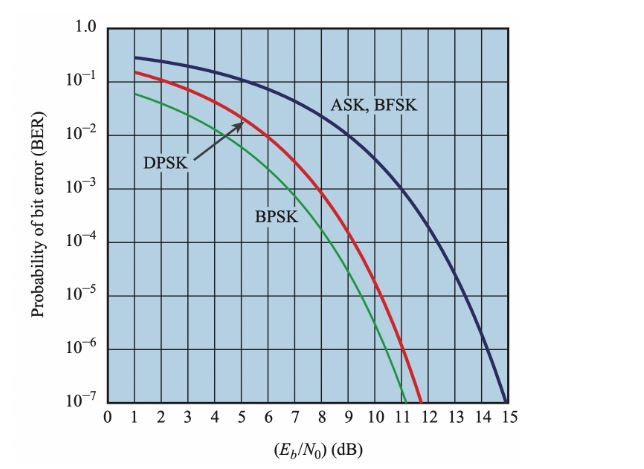 1.0
10⁻¹
10⁻²
10⁻³
10⁻⁴
10⁻⁵
10⁻⁶
10⁻⁷
Probability of bit error (BER)
ASK, BFSK
DPSK
BPSK
0 1 2 3 4 5 6 7 8 9 10 11 12 13 14 15
(E_b/N_0) (dB)